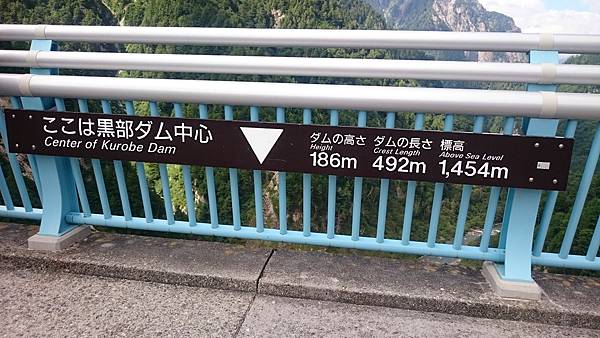 ここは黒部ダム中心
Center of Kurobe Dam
ダムの高さ
Height
186m
ダムの長さ
Crest Length
492m
標高
Above Sea Level
1,454m